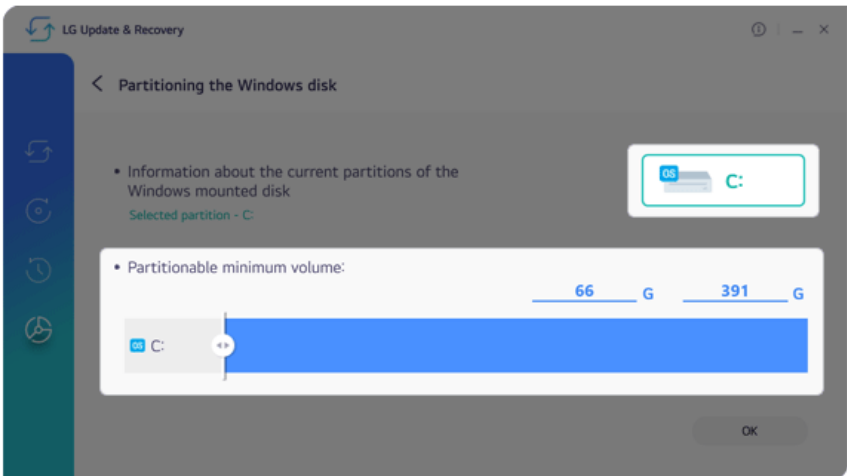 LG Update & Recovery
Partitioning the Windows disk
• Information about the current partitions of the
Windows mounted disk
Selected partition - C:
OS C:
• Partitionable minimum volume:
66 G 391 G
OS C:
OK